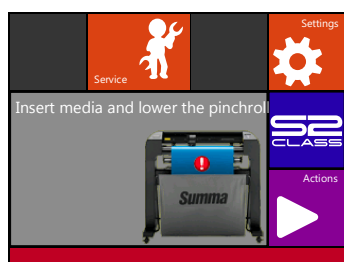 Settings
Service
Insert media and lower the pinchroll
S2
CLASS
Actions
Summa